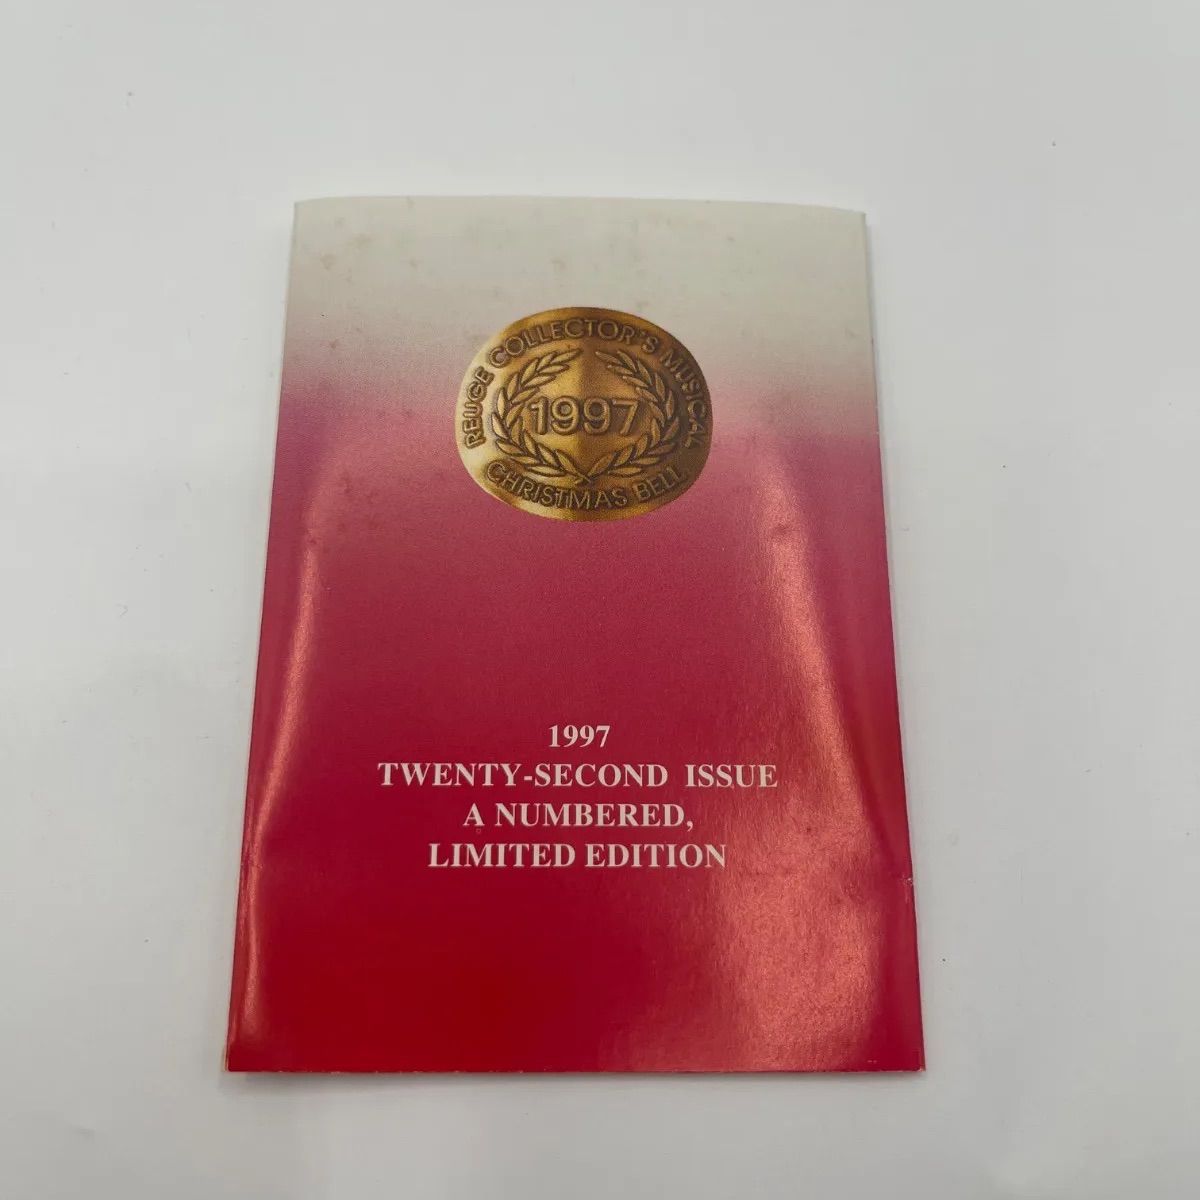 REUGE COLLECTOR'S MUSICAL
1997
CHRISTMAS BELL
1997
TWENTY-SECOND ISSUE
A NUMBERED,
LIMITED EDITION